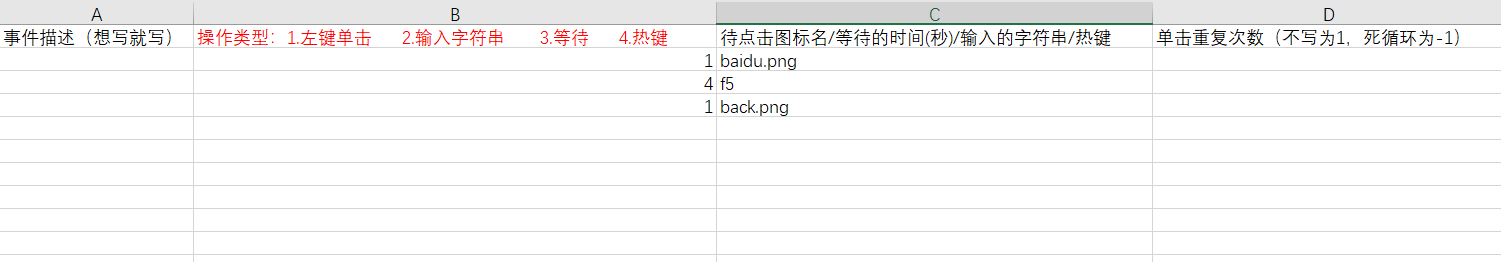 A B C D
事件描述（想写就写） 操作类型：1.左键单击 2.输入字符串 3.等待 4.热键 待点击图标名/等待的时间(秒)/输入的字符串/热键 单击重复次数（不写为1，死循环为-1）
1 baidu.png
4 f5
1 back.png